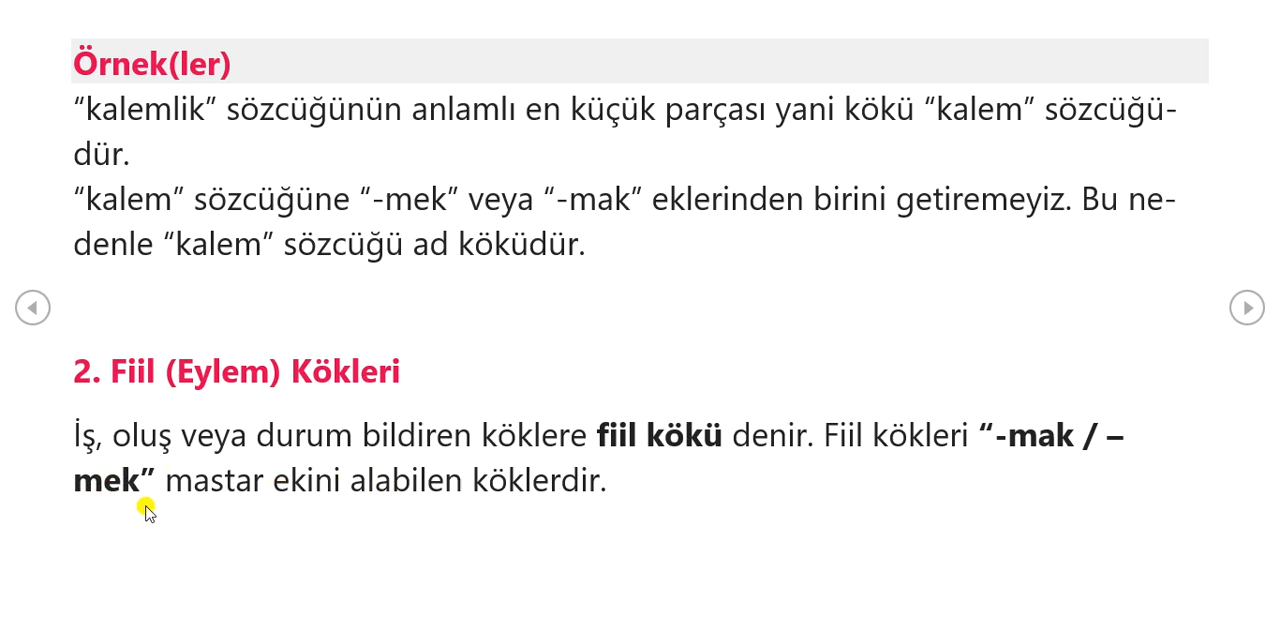 Örnek(ler)
“kalemlik” sözcüğünün anlamlı en küçük parçası yani kökü “kalem” sözcüğü-
dür.
“kalem” sözcüğüne “-mek” veya “-mak” eklerinden birini getiremeyiz. Bu ne-
denle “kalem” sözcüğü ad köküdür.
2. Fiil (Eylem) Kökleri
İş, oluş veya durum bildiren köklere fiil kökü denir. Fiil kökleri “-mak / –
mek” mastar ekini alabilen köklerdir.